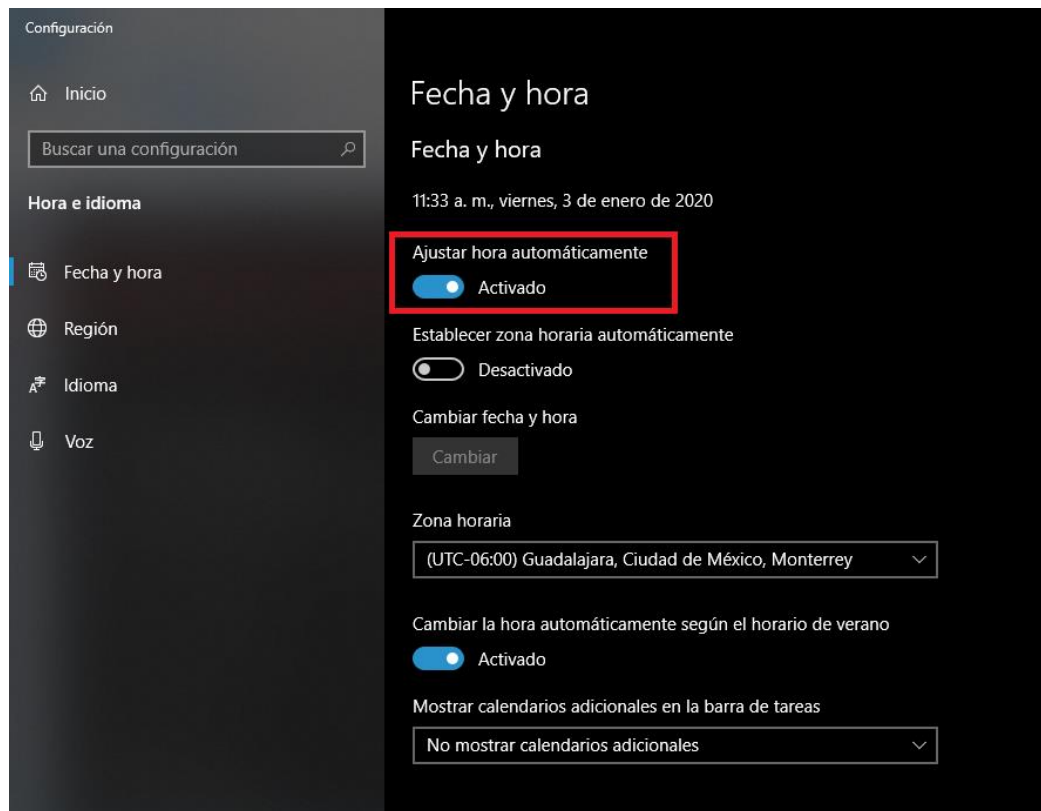 Configuración
Inicio
Buscar una configuración
Hora e idioma
Fecha y hora
Región
Idioma
Voz
Fecha y hora
Fecha y hora
11:33 a. m., viernes, 3 de enero de 2020
Ajustar hora automáticamente
Activado
Establecer zona horaria automáticamente
Desactivado
Cambiar fecha y hora
Cambiar
Zona horaria
(UTC-06:00) Guadalajara, Ciudad de México, Monterrey
Cambiar la hora automáticamente según el horario de verano
Activado
Mostrar calendarios adicionales en la barra de tareas
No mostrar calendarios adicionales